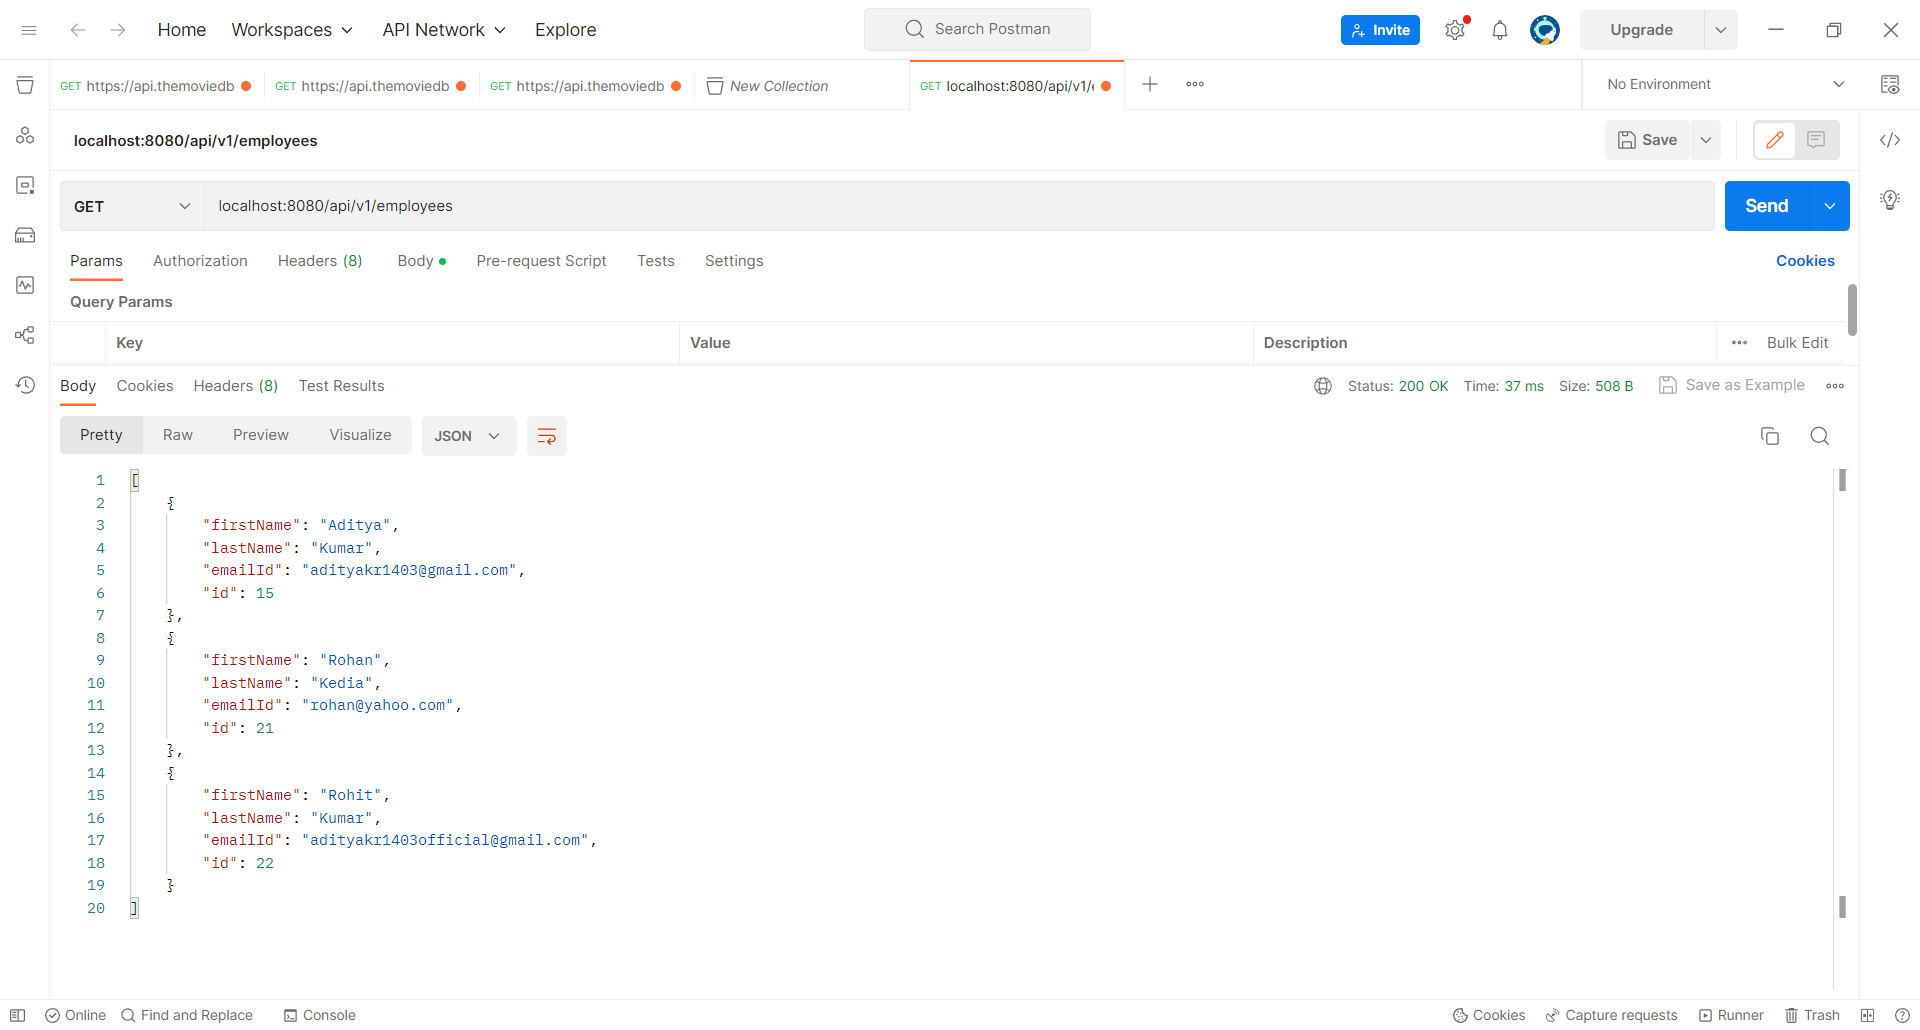 Home Workspaces API Network Explore Search Postman Invite Upgrade
GET https://api.themoviedb GET https://api.themoviedb GET https://api.themoviedb New Collection GET localhost:8080/api/v1/ No Environment
localhost:8080/api/v1/employees Save
GET localhost:8080/api/v1/employees Send
Params Authorization Headers (8) Body Pre-request Script Tests Settings Cookies
Query Params
Key Value Description Bulk Edit
Body Cookies Headers (8) Test Results Status: 200 OK Time: 37 ms Size: 508 B Save as Example
Pretty Raw Preview Visualize JSON
1 [
2 {
3 "firstName": "Aditya",
4 "lastName": "Kumar",
5 "emailId": "adityakr1403@gmail.com",
6 "id": 15
7 },
8 {
9 "firstName": "Rohan",
10 "lastName": "Kedia",
11 "emailId": "rohan@yahoo.com",
12 "id": 21
13 },
14 {
15 "firstName": "Rohit",
16 "lastName": "Kumar",
17 "emailId": "adityakr1403official@gmail.com",
18 "id": 22
19 }
20 ]
Online Find and Replace Console Cookies Capture requests Runner Trash